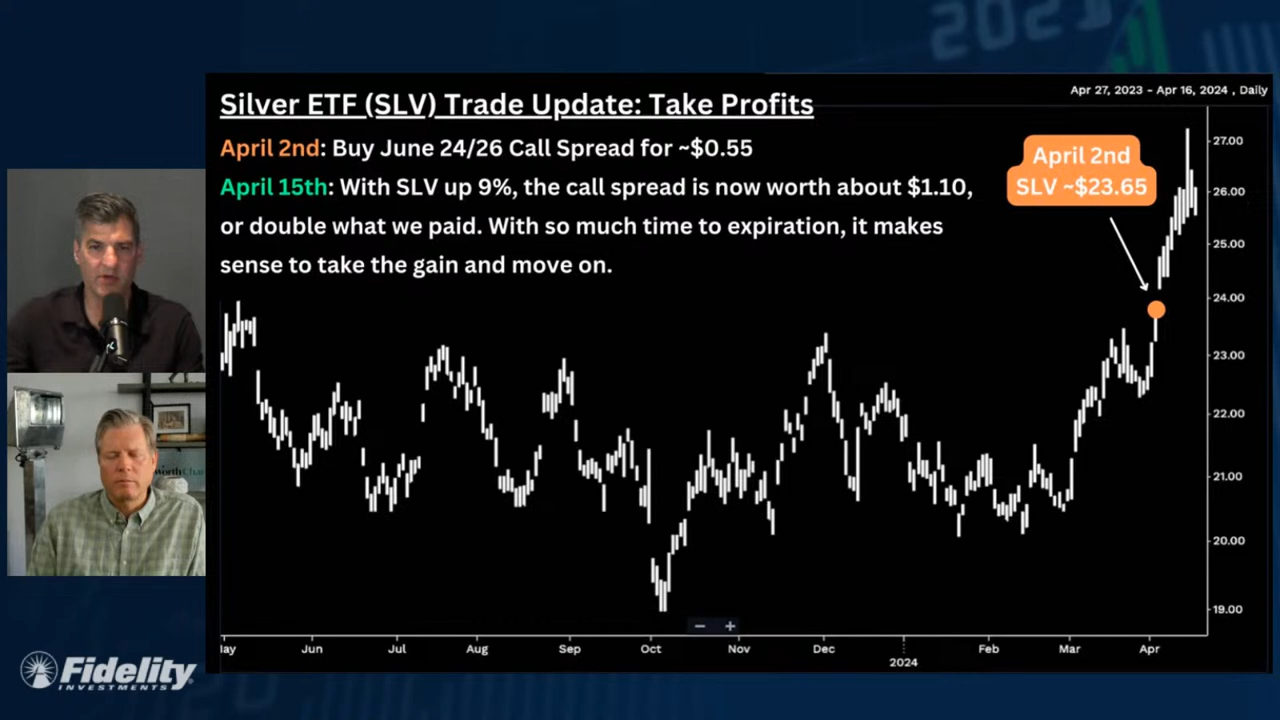 2021
Silver ETF (SLV) Trade Update: Take Profits
Apr 27, 2023 - Apr 16, 2024 , Daily
April 2nd: Buy June 24/26 Call Spread for ~$0.55
April 15th: With SLV up 9%, the call spread is now worth about $1.10,
or double what we paid. With so much time to expiration, it makes
sense to take the gain and move on.
April 2nd
SLV ~$23.65
27.00
26.00
25.00
24.00
23.00
22.00
21.00
20.00
19.00
− +
lay Jun Jul Aug Sep Oct Nov Dec Feb Mar Apr
2024
Fidelity
INVESTMENTS